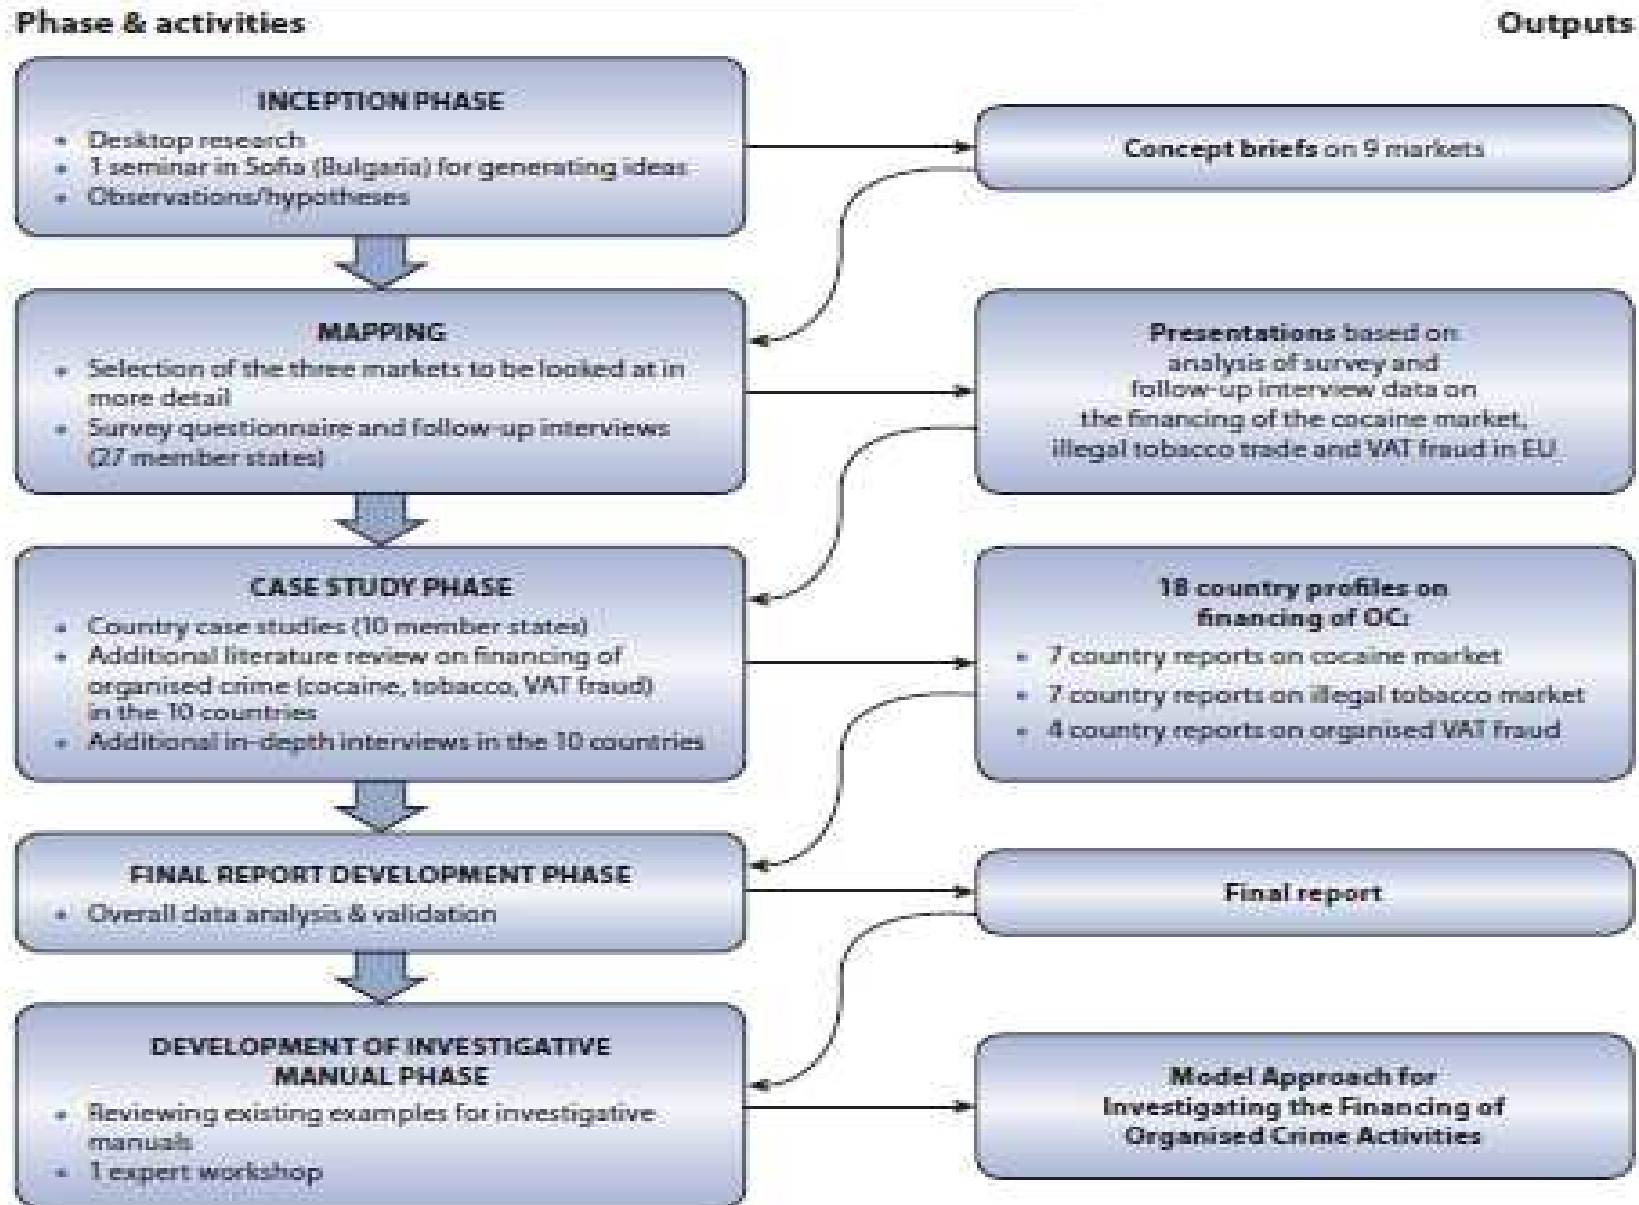 Phase & activities
Outputs
INCEPTION PHASE
• Desktop research
• 1 seminar in Sofia (Bulgaria) for generating ideas
• Observations/hypotheses
Concept briefs on 9 markets
MAPPING
• Selection of the three markets to be looked at in
more detail
• Survey questionnaire and follow-up interviews
(27 member states)
Presentations based on
analysis of survey and
follow-up interview data on
the financing of the cocaine market,
illegal tobacco trade and VAT fraud in EU
CASE STUDY PHASE
• Country case studies (10 member states)
• Additional literature review on financing of
organised crime (cocaine, tobacco, VAT fraud)
in the 10 countries
• Additional in-depth interviews in the 10 countries
18 country profiles on
financing of OC:
• 7 country reports on cocaine market
• 7 country reports on illegal tobacco market
• 4 country reports on organised VAT fraud
FINAL REPORT DEVELOPMENT PHASE
• Overall data analysis & validation
Final report
DEVELOPMENT OF INVESTIGATIVE
MANUAL PHASE
• Reviewing existing examples for investigative
manuals
• 1 expert workshop
Model Approach for
Investigating the Financing of
Organised Crime Activities